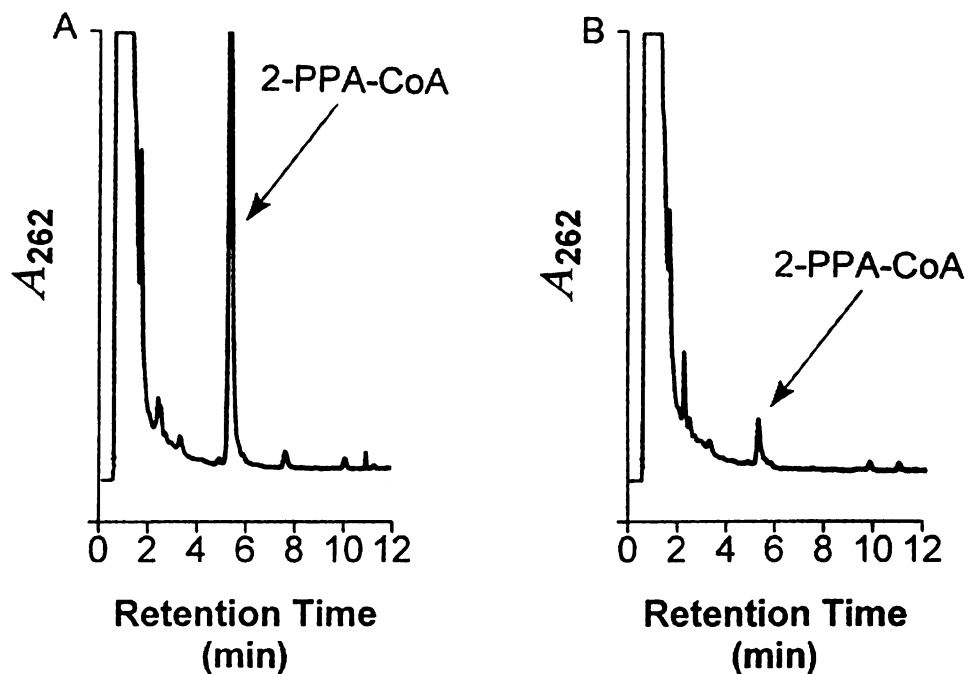 A
2-PPA-CoA
A262
0 2 4 6 8 10 12
Retention Time
(min)
B
2-PPA-CoA
A262
0 2 4 6 8 10 12
Retention Time
(min)